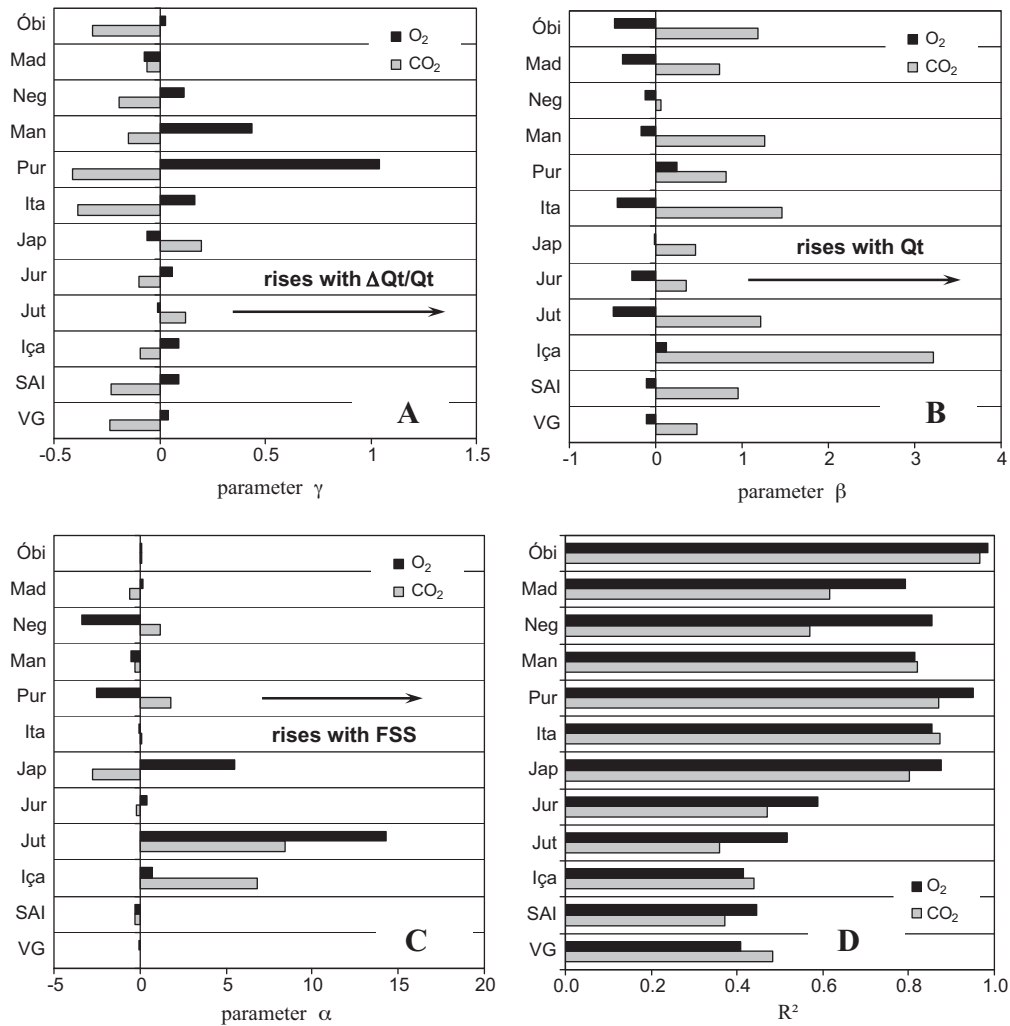 Óbi
Mad
Neg
Man
Pur
Ita
Jap
Jur
Jut
Iça
SAI
VG
O₂
CO₂
rises with ΔQt/Qt
A
-0.5 0 0.5 1 1.5
parameter γ
Óbi
Mad
Neg
Man
Pur
Ita
Jap
Jur
Jut
Iça
SAI
VG
O₂
CO₂
rises with Qt
B
-1 0 1 2 3 4
parameter β
Óbi
Mad
Neg
Man
Pur
Ita
Jap
Jur
Jut
Iça
SAI
VG
O₂
CO₂
rises with FSS
C
-5 0 5 10 15 20
parameter α
Óbi
Mad
Neg
Man
Pur
Ita
Jap
Jur
Jut
Iça
SAI
VG
O₂
CO₂
D
0.0 0.2 0.4 0.6 0.8 1.0
R²